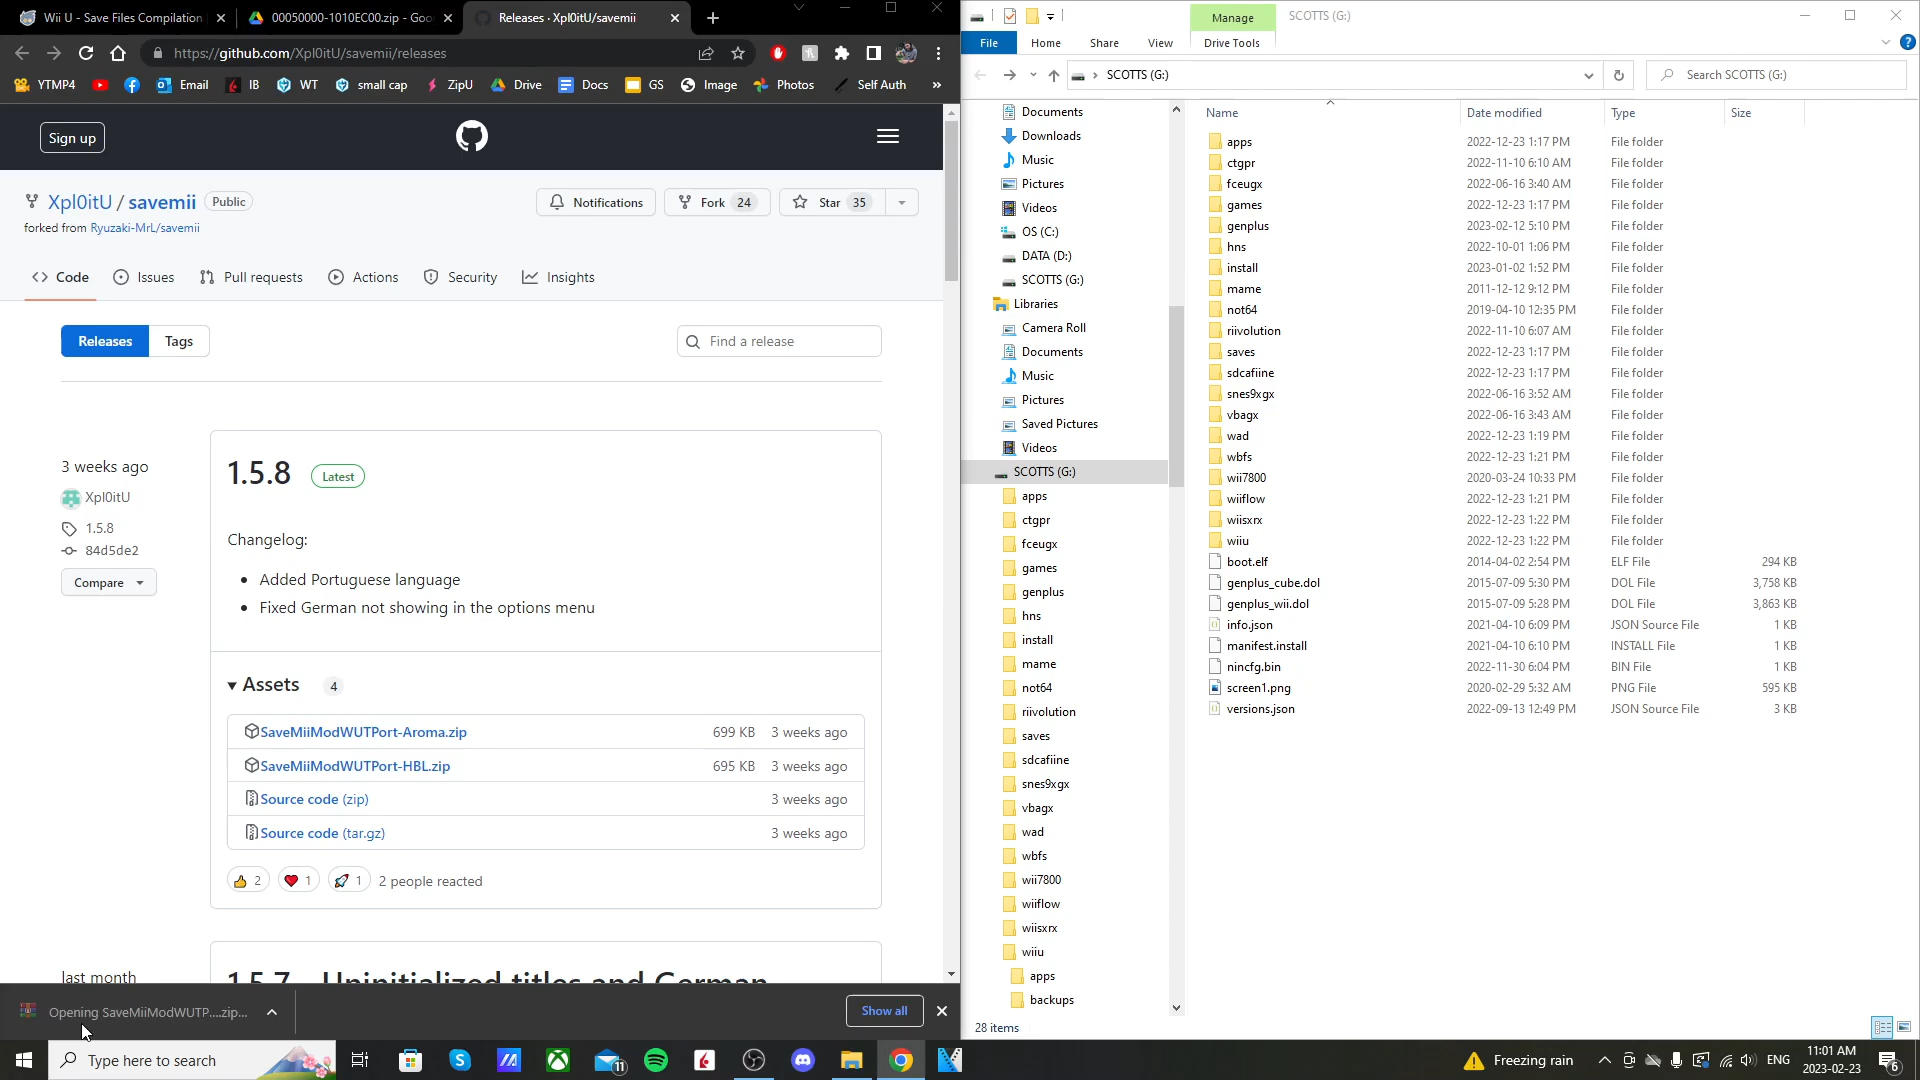 Wii U - Save Files Compilation
00050000-1010EC00.zip - Goo
Releases · Xpl0itU/savemii
https://github.com/Xpl0itU/savemii/releases
YTMP4
Email
IB
WT
small cap
ZipU
Drive
Docs
GS
Image
Photos
Self Auth
»
Sign up
Xpl0itU / savemii
Public
Notifications
Fork 24
Star 35
forked from Ryuzaki-MrL/savemii
Code
Issues
Pull requests
Actions
Security
Insights
Releases
Tags
Find a release
3 weeks ago
Xpl0itU
1.5.8
84d5de2
Compare
1.5.8
Latest
Changelog:
Added Portuguese language
Fixed German not showing in the options menu
Assets 4
SaveMiiModWUTPort-Aroma.zip 699 KB 3 weeks ago
SaveMiiModWUTPort-HBL.zip 695 KB 3 weeks ago
Source code (zip) 3 weeks ago
Source code (tar.gz) 3 weeks ago
2
1
1
2 people reacted
last month
1.5.7 - Uninitialized titles and German
Opening SaveMiiModWUTP....zip...
Show all
Manage
SCOTTS (G:)
File
Home
Share
View
Drive Tools
SCOTTS (G:)
Search SCOTTS (G:)
Documents
Downloads
Music
Pictures
Videos
OS (C:)
DATA (D:)
SCOTTS (G:)
Libraries
Camera Roll
Documents
Music
Pictures
Saved Pictures
Videos
SCOTTS (G:)
apps
ctgpr
fceugx
games
genplus
hns
install
mame
not64
riivolution
saves
sdcafiine
snes9xgx
vbagx
wad
wbfs
wii7800
wiiflow
wiisxrx
wiiu
apps
backups
Name Date modified Type Size
apps 2022-12-23 1:17 PM File folder
ctgpr 2022-11-10 6:10 AM File folder
fceugx 2022-06-16 3:40 AM File folder
games 2022-12-23 1:17 PM File folder
genplus 2023-02-12 5:10 PM File folder
hns 2022-10-01 1:06 PM File folder
install 2023-01-02 1:52 PM File folder
mame 2011-12-12 9:12 PM File folder
not64 2019-04-10 12:35 PM File folder
riivolution 2022-11-10 6:07 AM File folder
saves 2022-12-23 1:17 PM File folder
sdcafiine 2022-12-23 1:17 PM File folder
snes9xgx 2022-06-16 3:52 AM File folder
vbagx 2022-06-16 3:43 AM File folder
wad 2022-12-23 1:19 PM File folder
wbfs 2022-12-23 1:21 PM File folder
wii7800 2020-03-24 10:33 PM File folder
wiiflow 2022-12-23 1:21 PM File folder
wiisxrx 2022-12-23 1:22 PM File folder
wiiu 2022-12-23 1:22 PM File folder
boot.elf 2014-04-02 2:54 PM ELF File 294 KB
genplus_cube.dol 2015-07-09 5:30 PM DOL File 3,758 KB
genplus_wii.dol 2015-07-09 5:28 PM DOL File 3,863 KB
info.json 2021-04-10 6:09 PM JSON Source File 1 KB
manifest.install 2021-04-10 6:10 PM INSTALL File 1 KB
nincfg.bin 2022-11-30 6:04 PM BIN File 1 KB
screen1.png 2020-02-29 5:32 AM PNG File 595 KB
versions.json 2022-09-13 12:49 PM JSON Source File 3 KB
28 items
Type here to search
11
Freezing rain
ENG
11:01 AM
2023-02-23
6